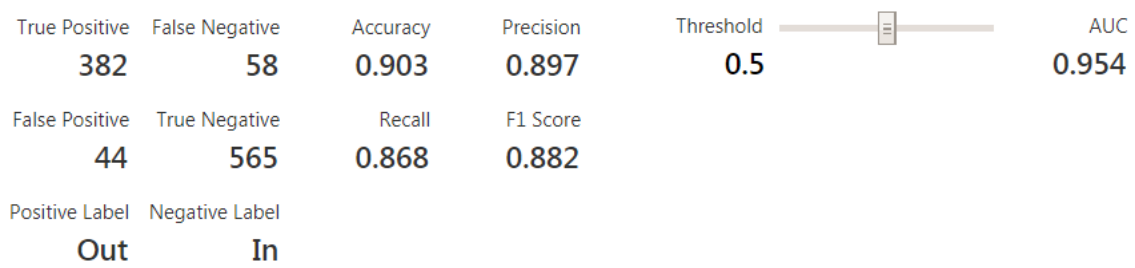 True Positive False Negative Accuracy Precision Threshold AUC
382 58 0.903 0.897 0.5 0.954
False Positive True Negative Recall F1 Score
44 565 0.868 0.882
Positive Label Negative Label
Out In